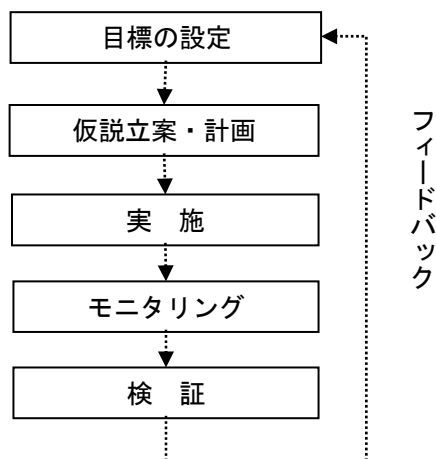 目標の設定
仮説立案・計画
実　施
モニタリング
検　証
フィードバック